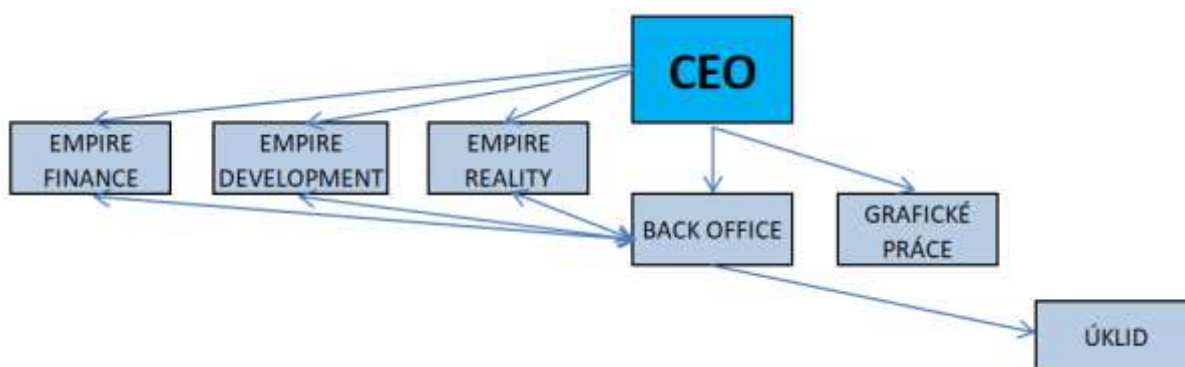 CEO
EMPIRE
FINANCE
EMPIRE
DEVELOPMENT
EMPIRE
REALITY
BACK OFFICE
GRAFICKÉ
PRÁCE
ÚKLID